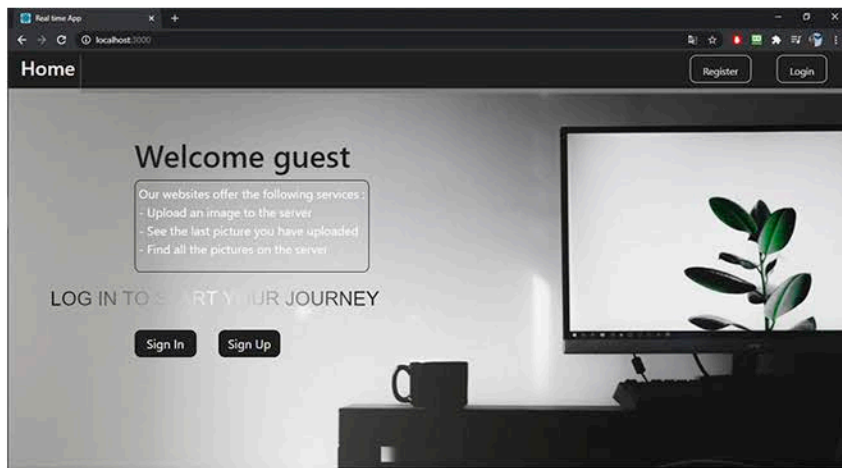 Real time App
localhost:3000
Home
Register
Login
Welcome guest
Our websites offer the following services :
- Upload an image to the server
- See the last picture you have uploaded
- Find all the pictures on the server
LOG IN TO START YOUR JOURNEY
Sign In
Sign Up